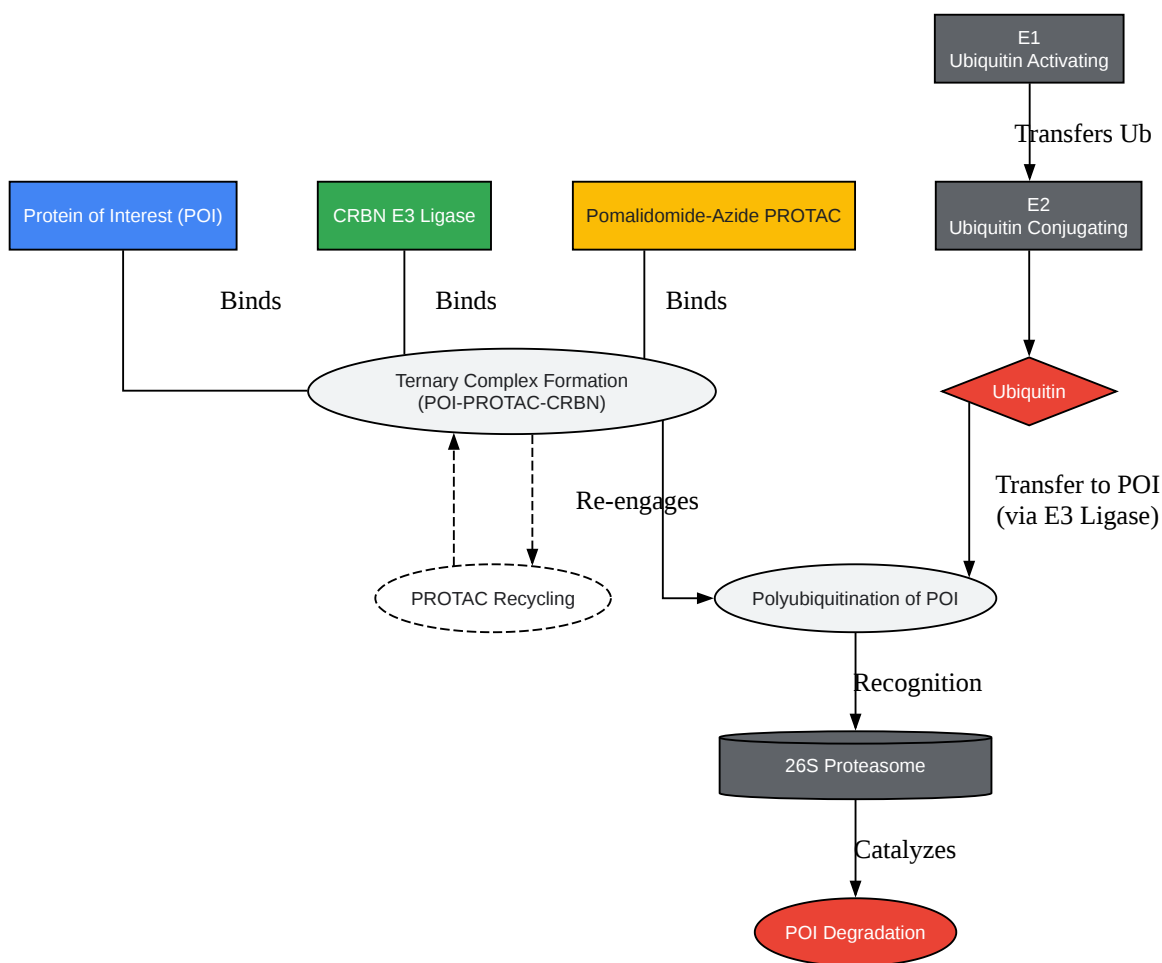 E1
Ubiquitin Activating
Transfers Ub
Protein of Interest (POI)
CRBN E3 Ligase
Pomalidomide-Azide PROTAC
E2
Ubiquitin Conjugating
Binds
Binds
Binds
Ternary Complex Formation
(POI-PROTAC-CRBN)
Ubiquitin
Re-engages
Transfer to POI
(via E3 Ligase)
PROTAC Recycling
Polyubiquitination of POI
Recognition
26S Proteasome
Catalyzes
POI Degradation